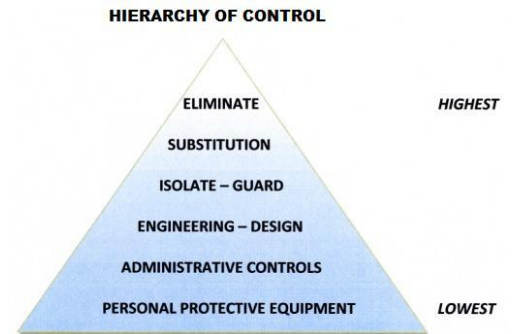 HIERARCHY OF CONTROL
ELIMINATE HIGHEST
SUBSTITUTION
ISOLATE – GUARD
ENGINEERING – DESIGN
ADMINISTRATIVE CONTROLS
PERSONAL PROTECTIVE EQUIPMENT LOWEST